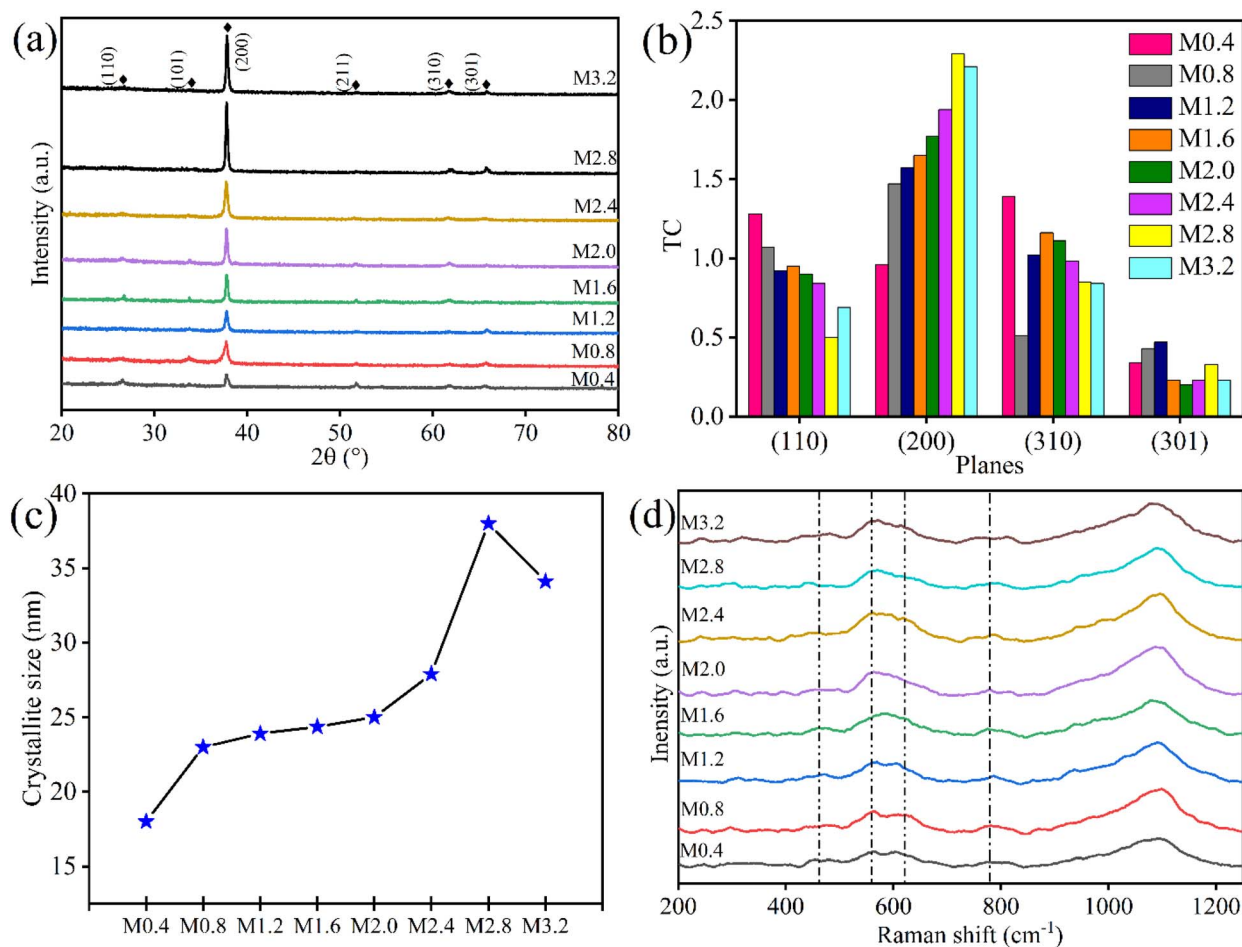 (a)
(110)
(101)
(200)
(211)
(310)
(301)
M3.2
M2.8
M2.4
M2.0
M1.6
M1.2
M0.8
M0.4
Intensity (a.u.)
20 30 40 50 60 70 80
2θ (°)
(b)
2.5
2.0
1.5
1.0
0.5
0.0
TC
M0.4
M0.8
M1.2
M1.6
M2.0
M2.4
M2.8
M3.2
(110) (200) (310) (301)
Planes
(c)
40
35
30
25
20
15
Crystallite size (nm)
M0.4 M0.8 M1.2 M1.6 M2.0 M2.4 M2.8 M3.2
(d)
M3.2
M2.8
M2.4
M2.0
M1.6
M1.2
M0.8
M0.4
Inensity (a.u.)
200 400 600 800 1000 1200
Raman shift (cm⁻¹)